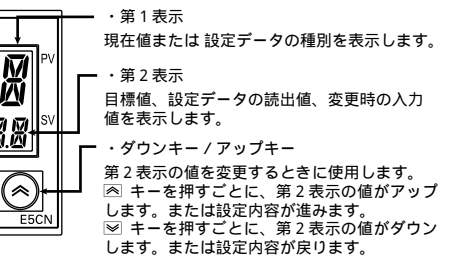 ・第1表示
現在値または 設定データの種別を表示します。
PV
・第2表示
目標値、設定データの読出値、変更時の入力
値を表示します。
SV
・ダウンキー / アップキー
第2表示の値を変更するときに使用します。
キーを押すごとに、第2表示の値がアップ
します。または設定内容が進みます。
キーを押すごとに、第2表示の値がダウン
します。または設定内容が戻ります。
E5CN